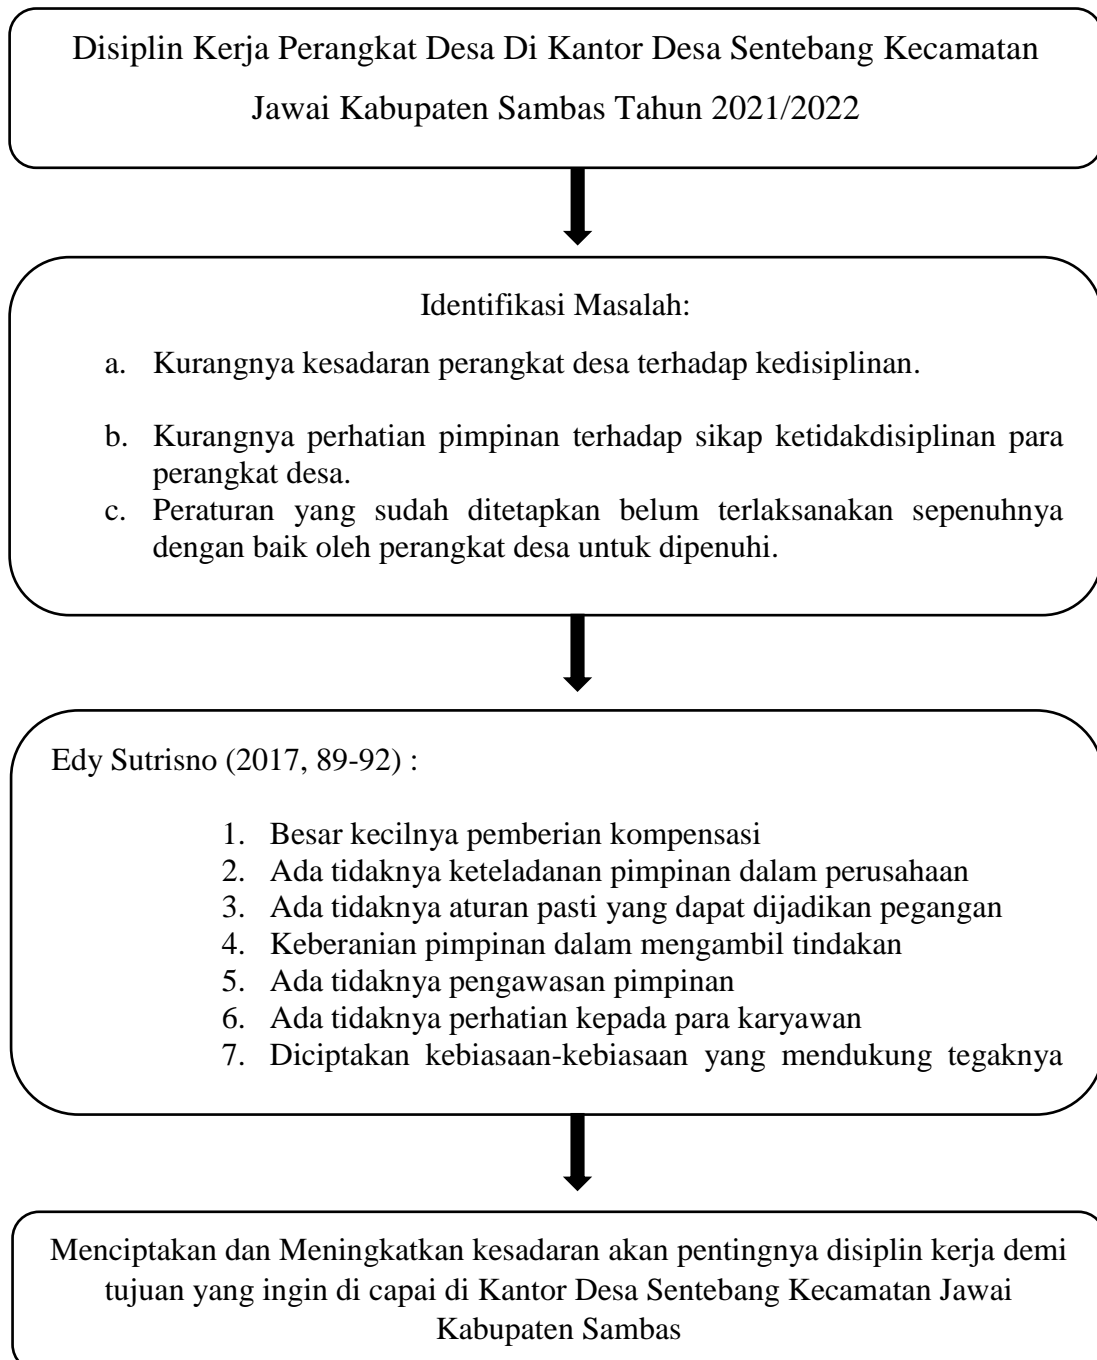 Disiplin Kerja Perangkat Desa Di Kantor Desa Sentebang Kecamatan
Jawai Kabupaten Sambas Tahun 2021/2022
Identifikasi Masalah:
a. Kurangnya kesadaran perangkat desa terhadap kedisiplinan.
b. Kurangnya perhatian pimpinan terhadap sikap ketidakdisiplinan para
perangkat desa.
c. Peraturan yang sudah ditetapkan belum terlaksanakan sepenuhnya
dengan baik oleh perangkat desa untuk dipenuhi.
Edy Sutrisno (2017, 89-92) :
1. Besar kecilnya pemberian kompensasi
2. Ada tidaknya keteladanan pimpinan dalam perusahaan
3. Ada tidaknya aturan pasti yang dapat dijadikan pegangan
4. Keberanian pimpinan dalam mengambil tindakan
5. Ada tidaknya pengawasan pimpinan
6. Ada tidaknya perhatian kepada para karyawan
7. Diciptakan kebiasaan-kebiasaan yang mendukung tegaknya
Menciptakan dan Meningkatkan kesadaran akan pentingnya disiplin kerja demi
tujuan yang ingin di capai di Kantor Desa Sentebang Kecamatan Jawai
Kabupaten Sambas